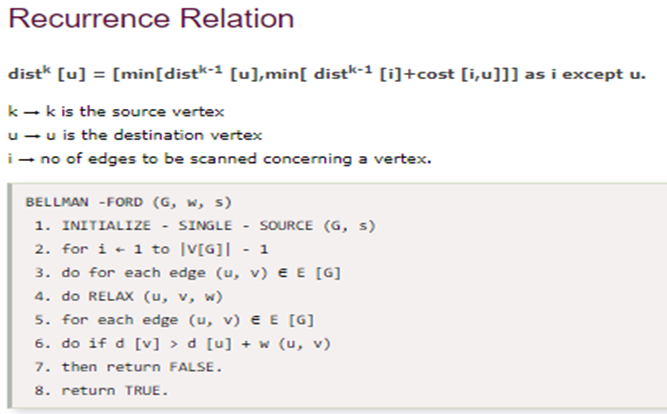 Recurrence Relation
distᵏ [u] = [min[distᵏ⁻¹ [u],min[ distᵏ⁻¹ [i]+cost [i,u]]] as i except u.
k → k is the source vertex
u → u is the destination vertex
i → no of edges to be scanned concerning a vertex.
BELLMAN -FORD (G, w, s)
1. INITIALIZE - SINGLE - SOURCE (G, s)
2. for i ← 1 to |V[G]| - 1
3. do for each edge (u, v) ∈ E [G]
4. do RELAX (u, v, w)
5. for each edge (u, v) ∈ E [G]
6. do if d [v] > d [u] + w (u, v)
7. then return FALSE.
8. return TRUE.